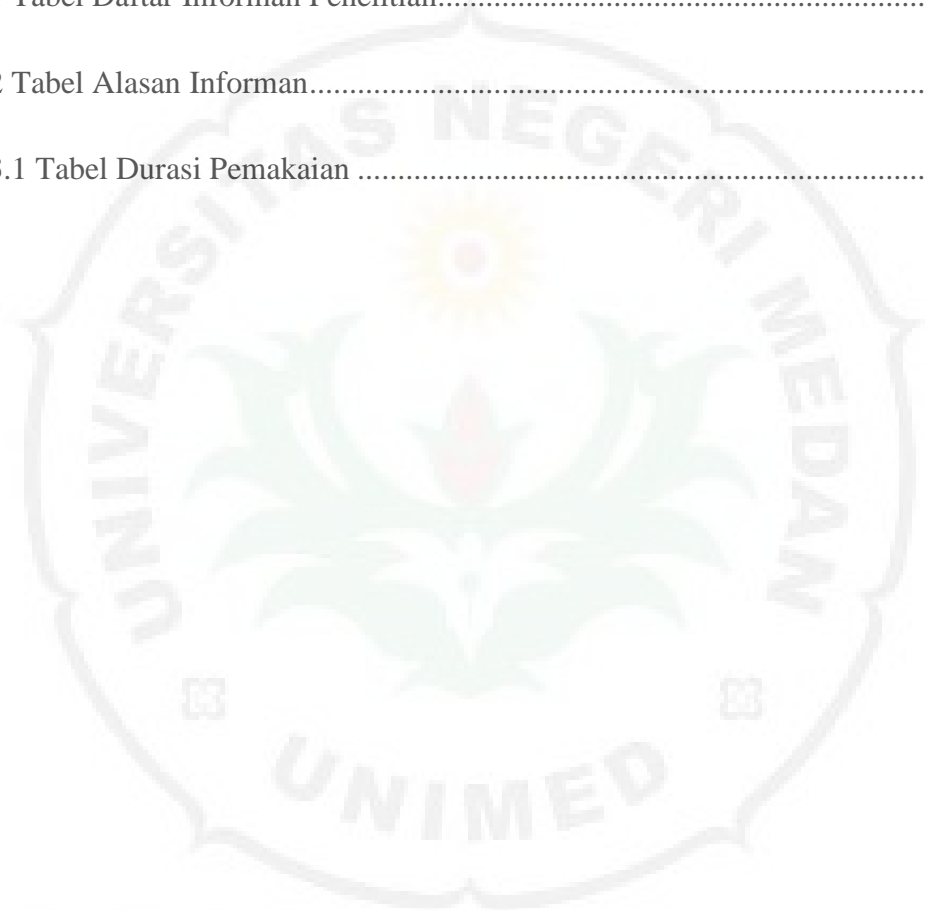 Tabel Daftar Informan Penelitian............................................................
2 Tabel Alasan Informan.............................................................................
.1 Tabel Durasi Pemakaian .......................................................................
UNIVERSITAS NEGERI MEDAN
UNIMED